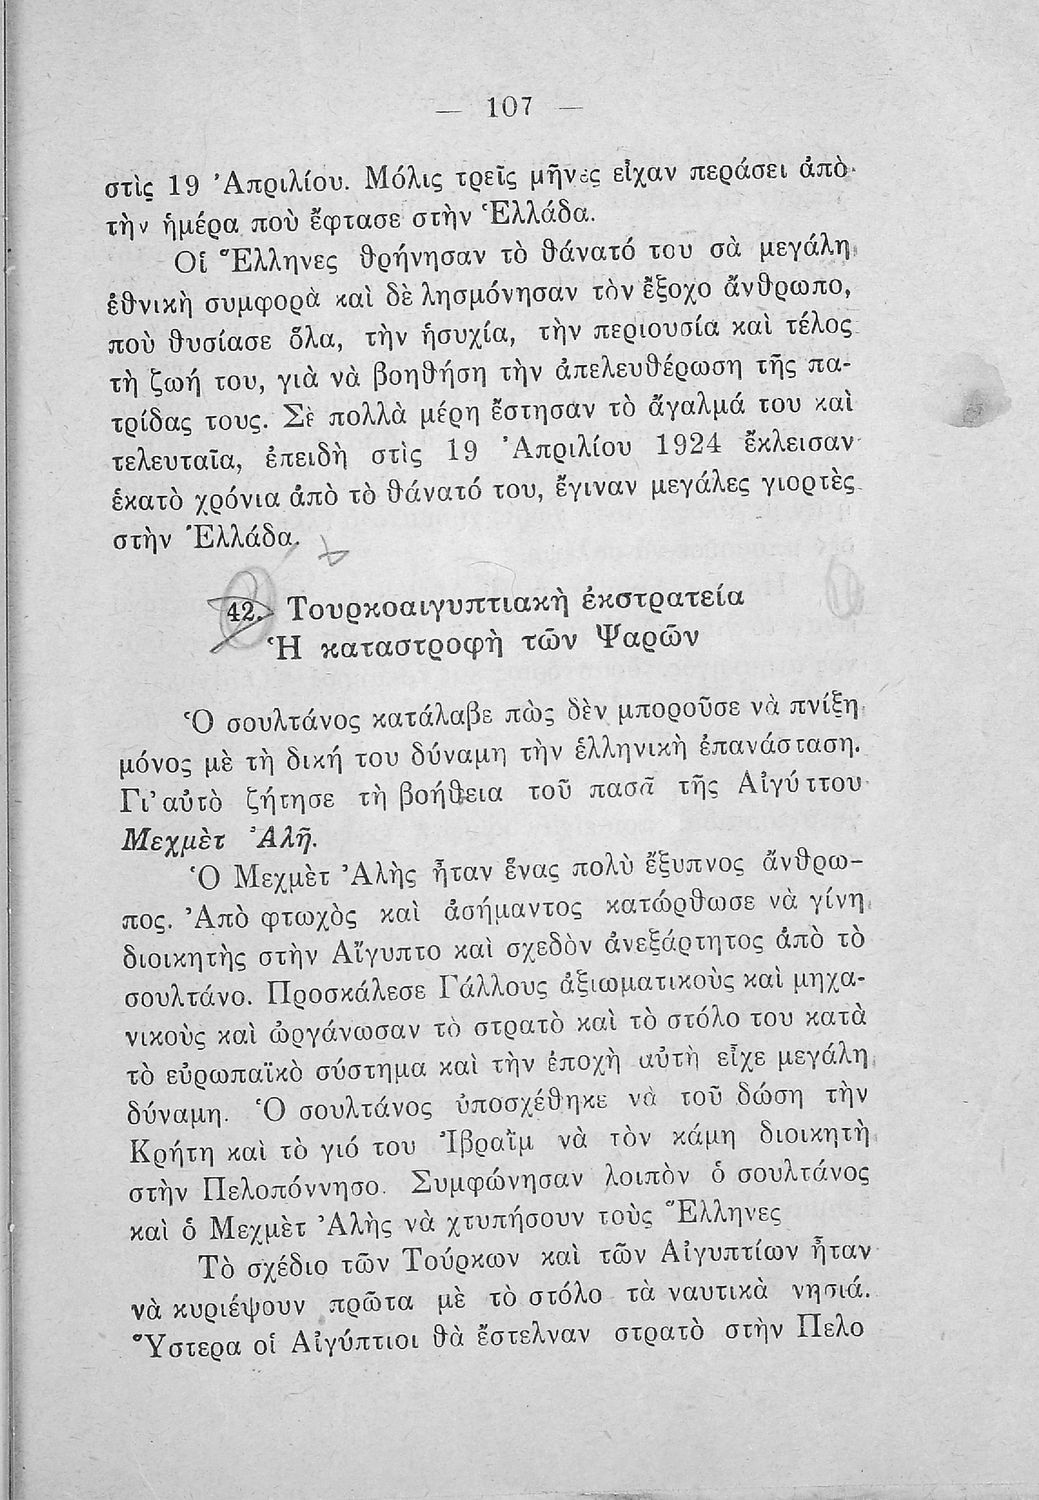 — 107 —
στὶς 19 Ἀπριλίου. Μόλις τρεῖς μῆνες εἶχαν περάσει ἀπὸ
τὴν ἡμέρα ποὺ ἔφτασε στὴν Ἑλλάδα.
Οἱ Ἕλληνες θρήνησαν τὸ θάνατό του σὰ μεγάλη
ἐθνικὴ συμφορὰ καὶ δὲ λησμόνησαν τὸν ἔξοχο ἄνθρωπο,
ποὺ θυσίασε ὅλα, τὴν ἡσυχία, τὴν περιουσία καὶ τέλος
τὴ ζωή του, γιὰ νὰ βοηθήση τὴν ἀπελευθέρωση τῆς πα-
τρίδας τους. Σὲ πολλὰ μέρη ἔστησαν τὸ ἄγαλμά του καὶ
τελευταῖα, ἐπειδὴ στὶς 19 Ἀπριλίου 1924 ἔκλεισαν
ἑκατὸ χρόνια ἀπὸ τὸ θάνατό του, ἔγιναν μεγάλες γιορτὲς
στὴν Ἑλλάδα.
42. Τουρκοαιγυπτιακὴ ἐκστρατεία
Ἡ καταστροφὴ τῶν Ψαρῶν
Ὁ σουλτάνος κατάλαβε πὼς δὲν μποροῦσε νὰ πνίξη
μόνος μὲ τὴ δική του δύναμη τὴν ἑλληνικὴ ἐπανάσταση.
Γι' αὐτὸ ζήτησε τὴ βοήθεια τοῦ πασᾶ τῆς Αἰγύπτου
Μεχμὲτ Ἀλῆ.
Ὁ Μεχμὲτ Ἀλὴς ἦταν ἕνας πολὺ ἔξυπνος ἄνθρω-
πος. Ἀπὸ φτωχὸς καὶ ἀσήμαντος κατώρθωσε νὰ γίνη
διοικητὴς στὴν Αἴγυπτο καὶ σχεδὸν ἀνεξάρτητος ἀπὸ τὸ
σουλτάνο. Προσκάλεσε Γάλλους ἀξιωματικοὺς καὶ μηχα-
νικοὺς καὶ ὠργάνωσαν τὸ στρατὸ καὶ τὸ στόλο του κατὰ
τὸ εὐρωπαϊκὸ σύστημα καὶ τὴν ἐποχὴ αὐτὴ εἶχε μεγάλη
δύναμη. Ὁ σουλτάνος ὑποσχέθηκε νὰ τοῦ δώση τὴν
Κρήτη καὶ τὸ γιό του Ἰβραῒμ νὰ τὸν κάμη διοικητὴ
στὴν Πελοπόννησο. Συμφώνησαν λοιπὸν ὁ σουλτάνος
καὶ ὁ Μεχμὲτ Ἀλὴς νὰ χτυπήσουν τοὺς Ἕλληνες
Τὸ σχέδιο τῶν Τούρκων καὶ τῶν Αἰγυπτίων ἦταν
νὰ κυριέψουν πρῶτα μὲ τὸ στόλο τὰ ναυτικὰ νησιά.
Ὕστερα οἱ Αἰγύπτιοι θὰ ἔστελναν στρατὸ στὴν Πελο